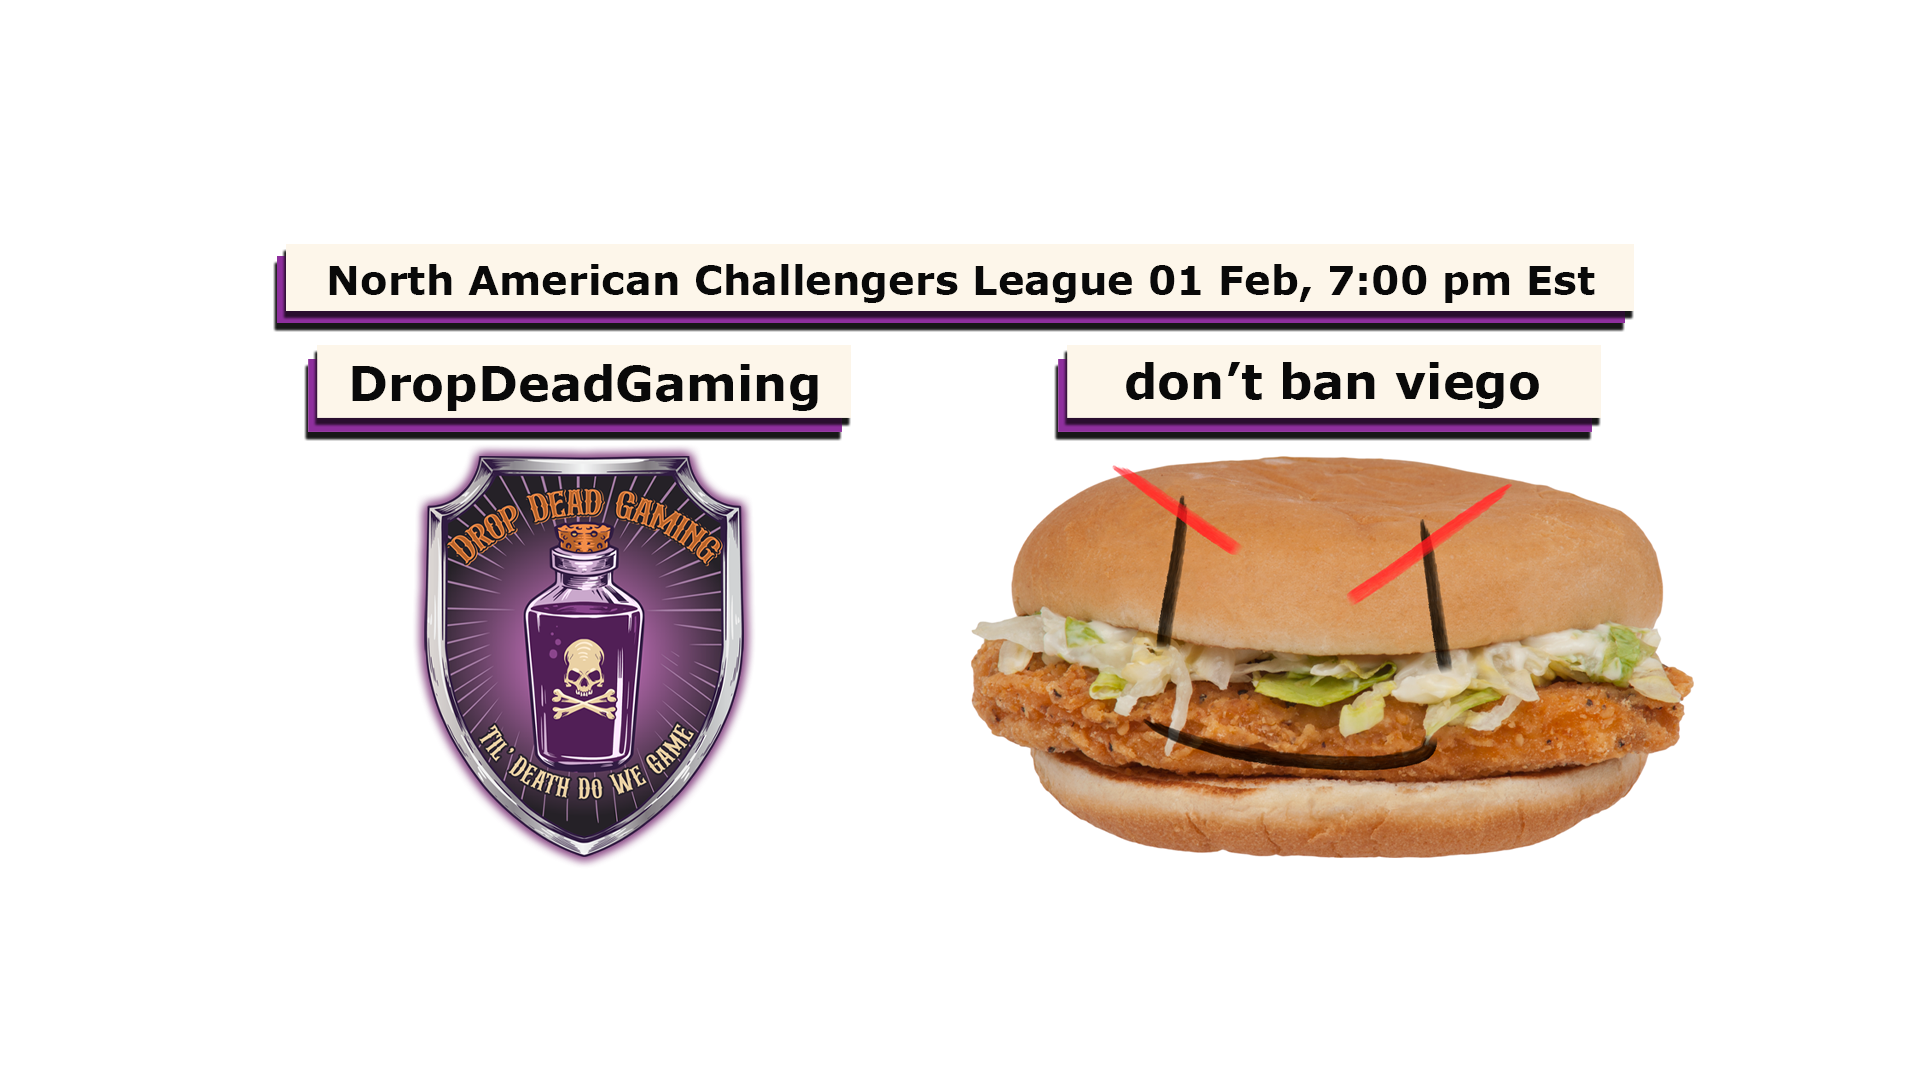 North American Challengers League 01 Feb, 7:00 pm Est
DropDeadGaming
don’t ban viego
DROP DEAD GAMING
TIL' DEATH DO WE GAME